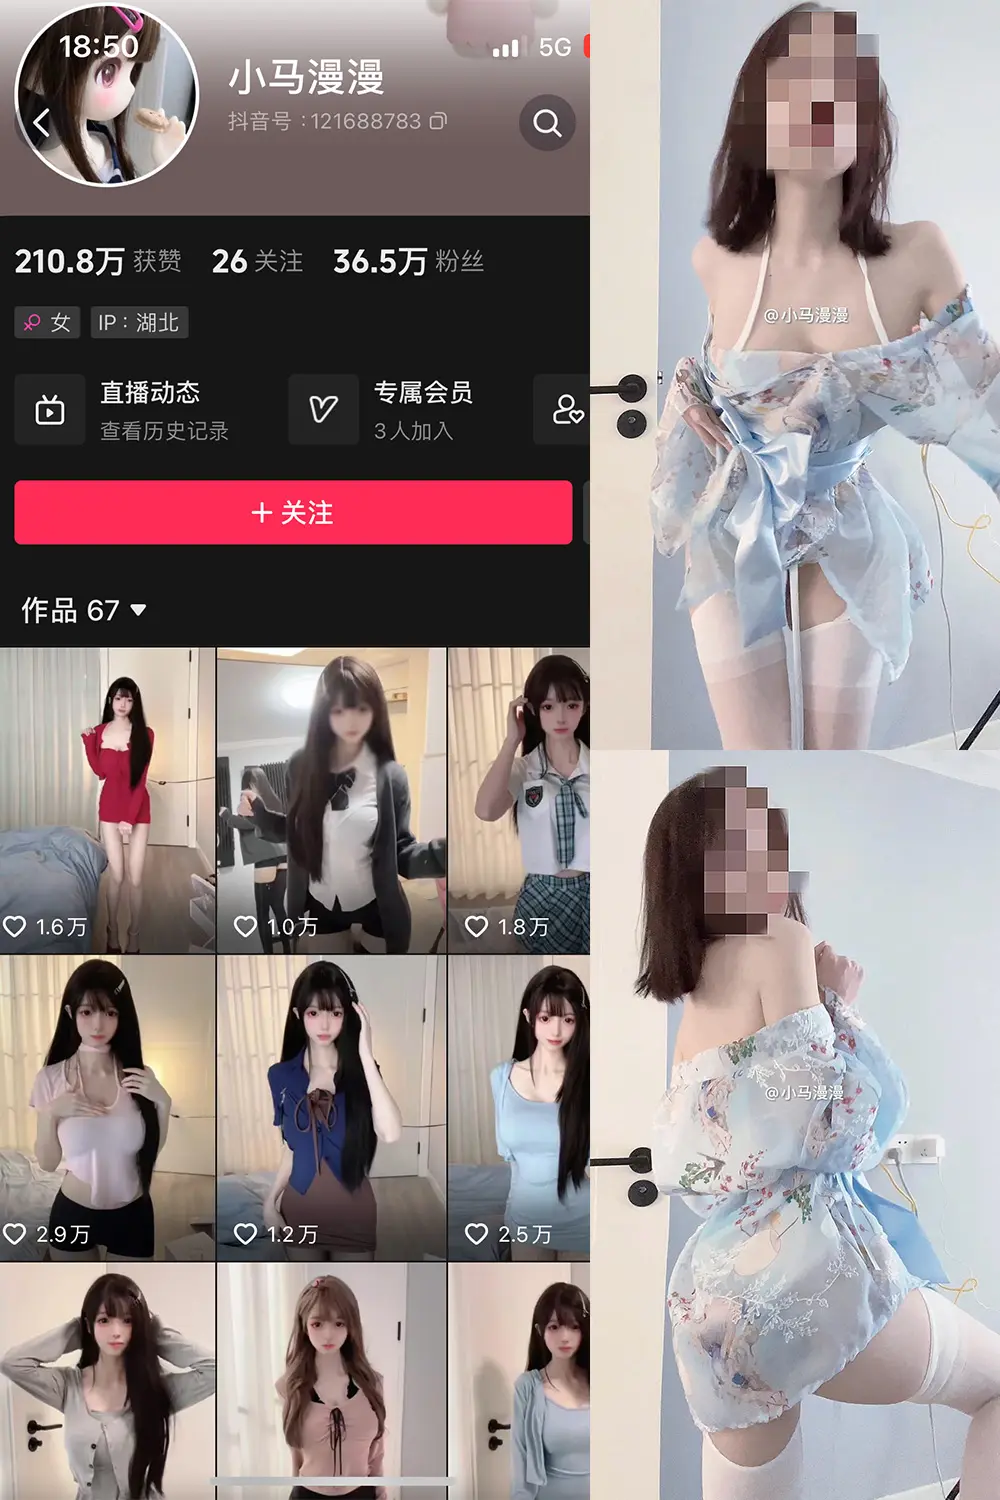 18:50
5G
小马漫漫
抖音号：121688783
210.8万 获赞 26 关注 36.5万 粉丝
女 IP：湖北
直播动态
查看历史记录
专属会员
3人加入
＋关注
作品 67
1.6万
1.0万
1.8万
2.9万
1.2万
2.5万
@小马漫漫
@小马漫漫